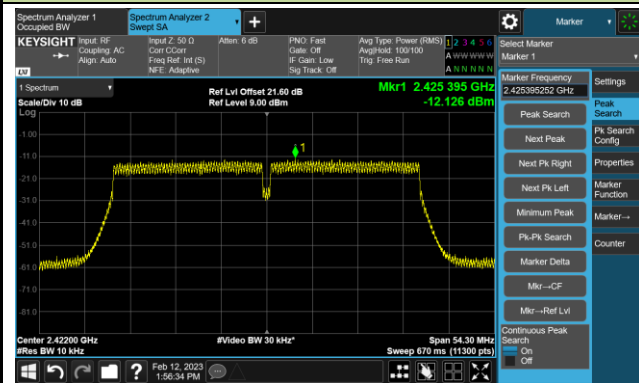 Spectrum Analyzer 1
Occupied BW
Spectrum Analyzer 2
Swept SA
Marker
KEYSIGHT
Input: RF
Coupling: AC
Align: Auto
Input Z: 50 Ω
Corr CCorr
Freq Ref: Int (S)
NFE: Adaptive
Atten: 6 dB
PNO: Fast
Gate: Off
IF Gain: Low
Sig Track: Off
Avg Type: Power (RMS)
Avg|Hold: 100/100
Trig: Free Run
1 2 3 4 5 6
A W W W W W
A N N N N N
Select Marker
Marker 1
LXI
1 Spectrum
Scale/Div 10 dB
Log
Ref Lvl Offset 21.60 dB
Ref Level 9.00 dBm
Mkr1 2.425 395 GHz
-12.126 dBm
Marker Frequency
2.425395252 GHz
Settings
Peak Search
Peak
Search
Next Peak
Pk Search
Config
Next Pk Right
Properties
Next Pk Left
Marker
Function
Minimum Peak
Marker→
Pk-Pk Search
Counter
Marker Delta
Mkr→CF
Mkr→Ref Lvl
Continuous Peak
Search
On
Off
1
-1.00
-11.0
-21.0
-31.0
-41.0
-51.0
-61.0
-71.0
-81.0
Center 2.42200 GHz
#Res BW 10 kHz
#Video BW 30 kHz*
Span 54.30 MHz
Sweep 670 ms (11300 pts)
?
Feb 12, 2023
1:56:34 PM